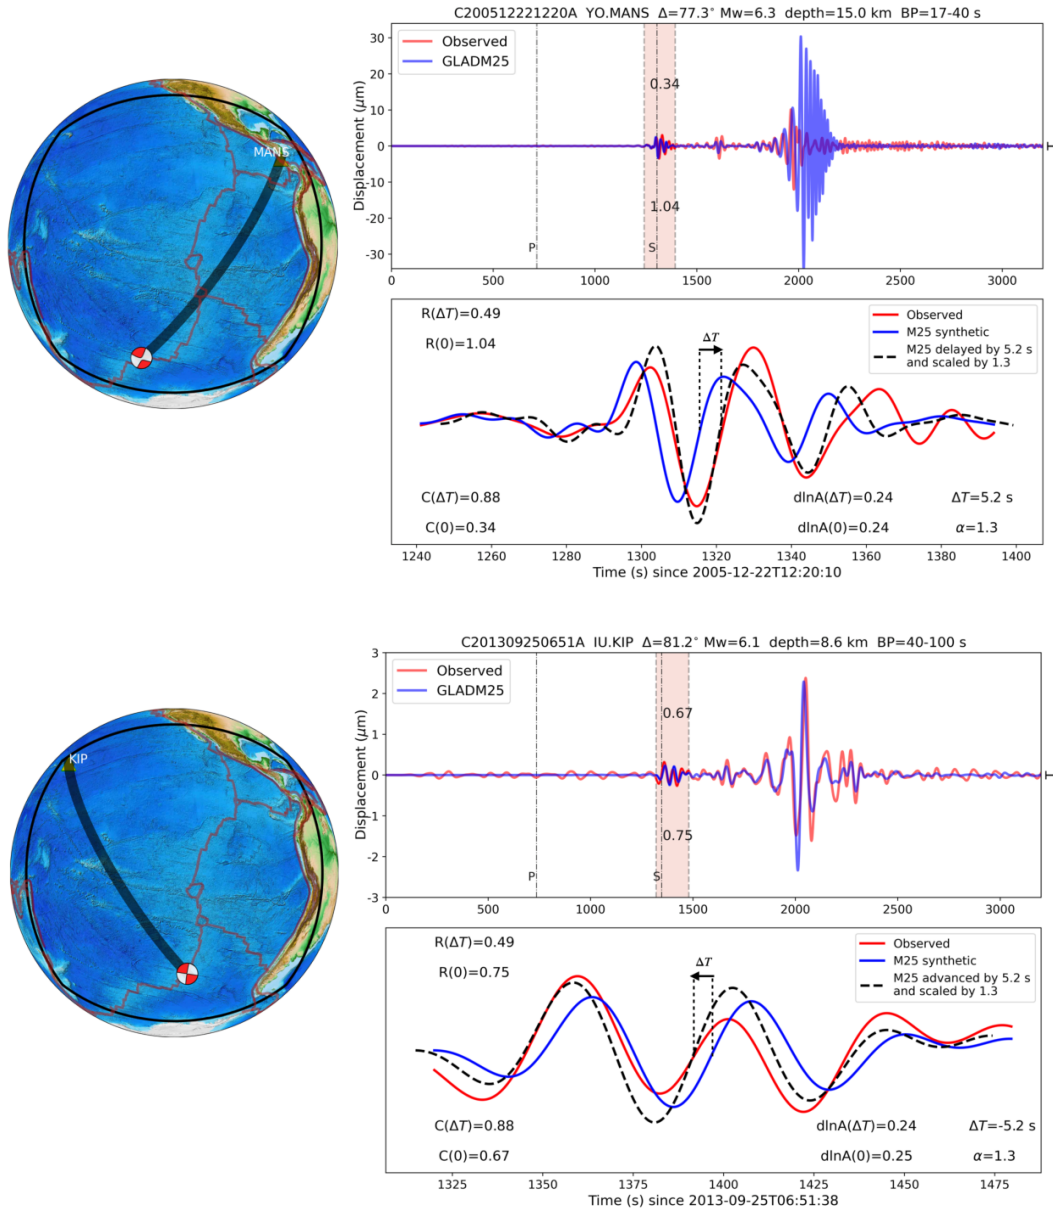 C200512221220A YO.MANS Δ=77.3° Mw=6.3 depth=15.0 km BP=17-40 s
MANS
Observed
GLADM25
Displacement (μm)
30
20
10
0
-10
-20
-30
0.34
1.04
P
S
T
0 500 1000 1500 2000 2500 3000
R(ΔT)=0.49
R(0)=1.04
ΔT
Observed
M25 synthetic
M25 delayed by 5.2 s
and scaled by 1.3
C(ΔT)=0.88
C(0)=0.34
dlnA(ΔT)=0.24
ΔT=5.2 s
dlnA(0)=0.24
α=1.3
1240 1260 1280 1300 1320 1340 1360 1380 1400
Time (s) since 2005-12-22T12:20:10
C201309250651A IU.KIP Δ=81.2° Mw=6.1 depth=8.6 km BP=40-100 s
KIP
Observed
GLADM25
Displacement (μm)
3
2
1
0
-1
-2
-3
0.67
0.75
P
S
T
0 500 1000 1500 2000 2500 3000
R(ΔT)=0.49
R(0)=0.75
ΔT
Observed
M25 synthetic
M25 advanced by 5.2 s
and scaled by 1.3
C(ΔT)=0.88
C(0)=0.67
dlnA(ΔT)=0.24
ΔT=-5.2 s
dlnA(0)=0.25
α=1.3
1325 1350 1375 1400 1425 1450 1475
Time (s) since 2013-09-25T06:51:38